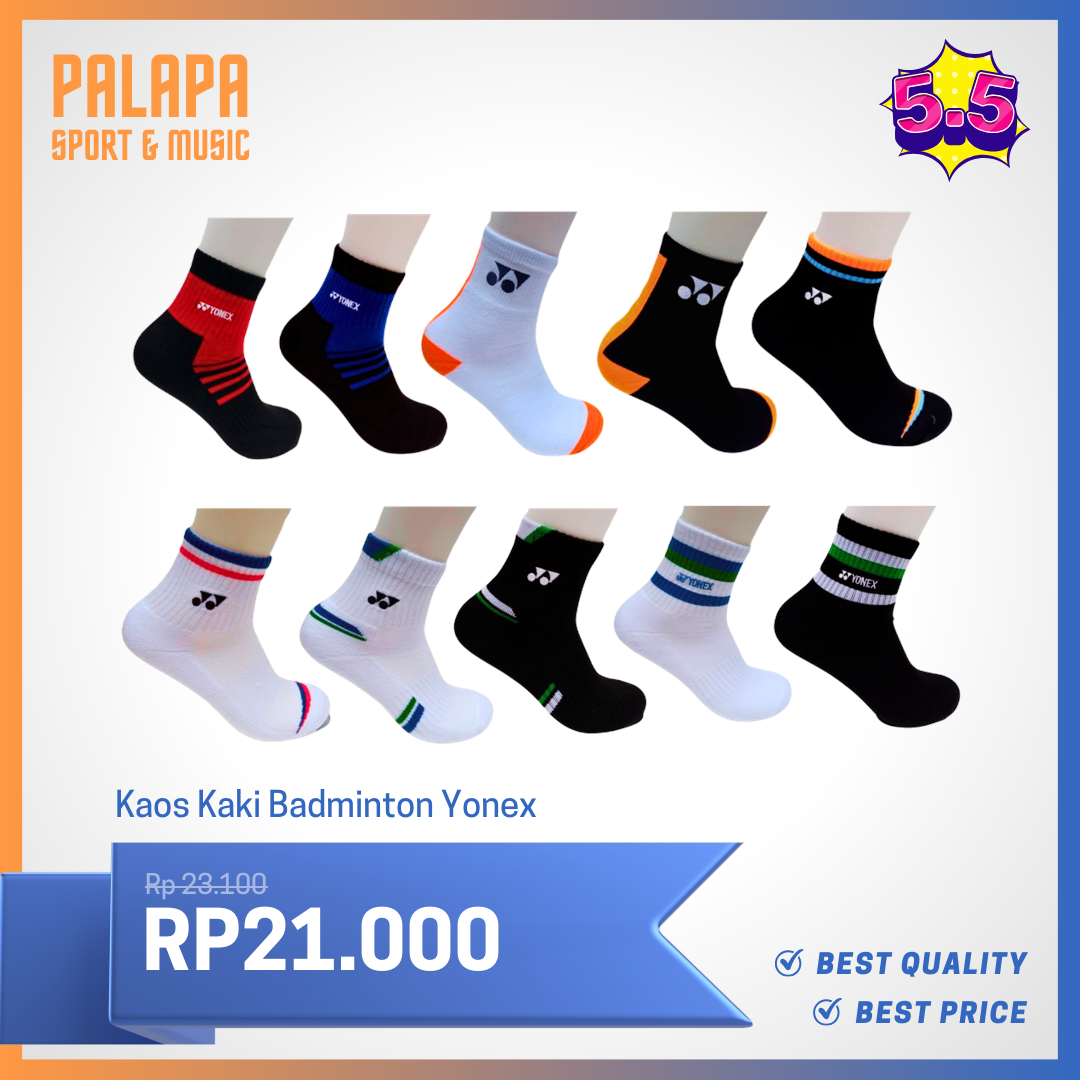 PALAPA
SPORT & MUSIC
5.5
YONEX
YONEX
YONEX
YONEX
Kaos Kaki Badminton Yonex
Rp 23.100
RP21.000
BEST QUALITY
BEST PRICE